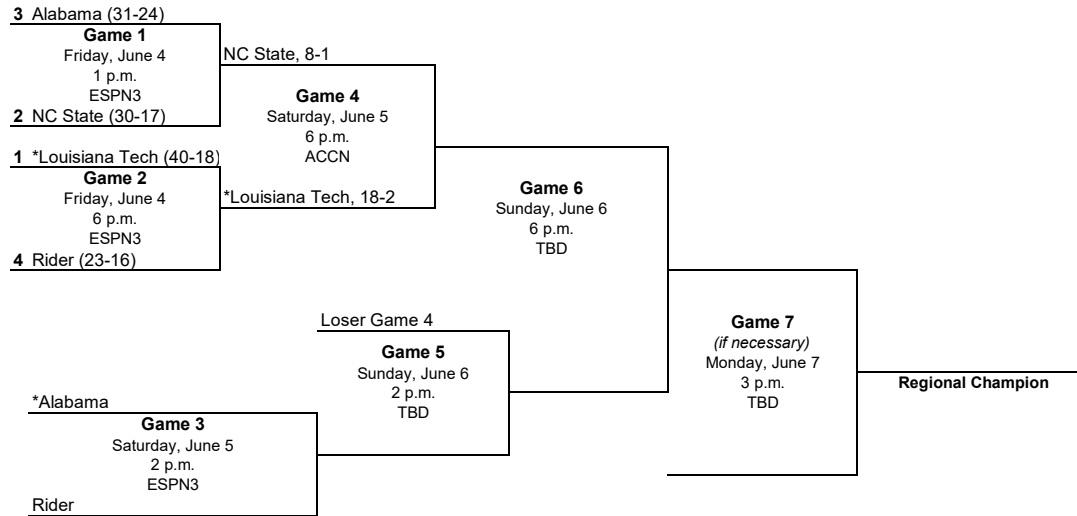 3 Alabama (31-24)
Game 1
Friday, June 4
1 p.m.
ESPN3
2 NC State (30-17)
NC State, 8-1
Game 4
Saturday, June 5
6 p.m.
ACCN
1 *Louisiana Tech (40-18)
Game 2
Friday, June 4
6 p.m.
ESPN3
4 Rider (23-16)
*Louisiana Tech, 18-2
Game 6
Sunday, June 6
6 p.m.
TBD
Loser Game 4
Game 5
Sunday, June 6
2 p.m.
TBD
*Alabama
Game 3
Saturday, June 5
2 p.m.
ESPN3
Rider
Game 7
(if necessary)
Monday, June 7
3 p.m.
TBD
Regional Champion